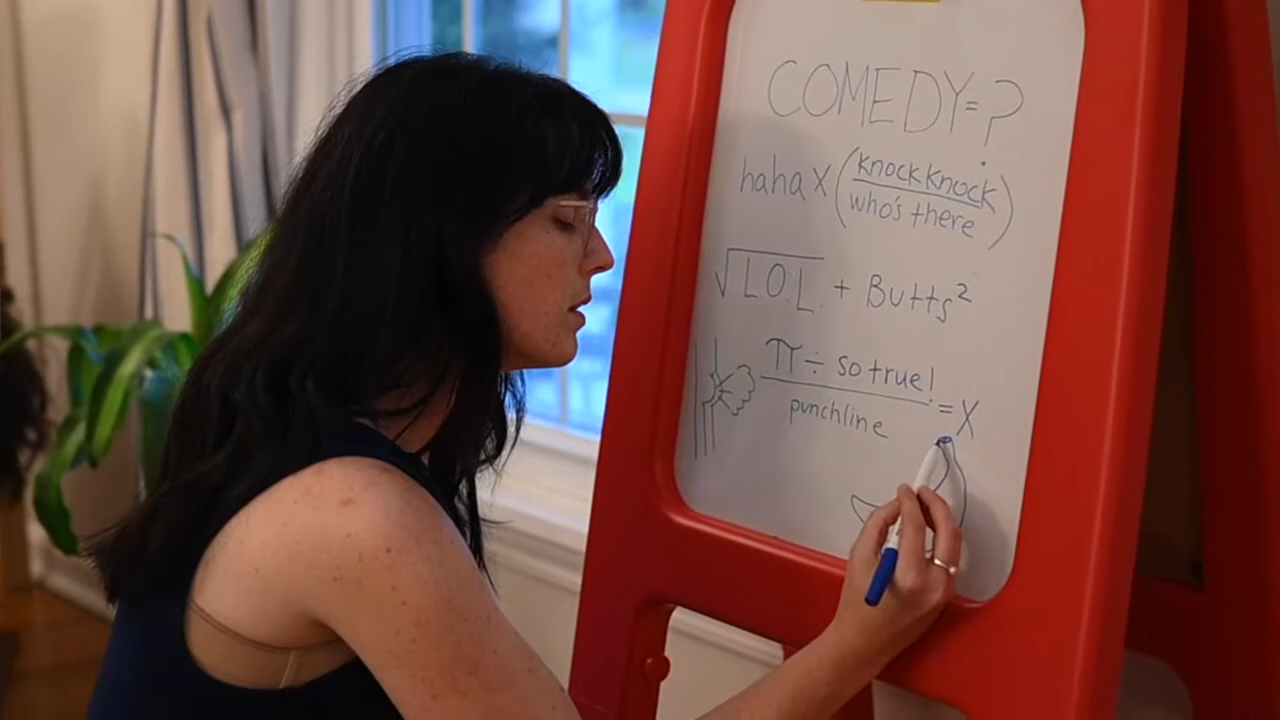 COMEDY=?
haha X (knock knock
who's there)
√L.O.L. + Butts²
π ÷ so true! = X
punchline